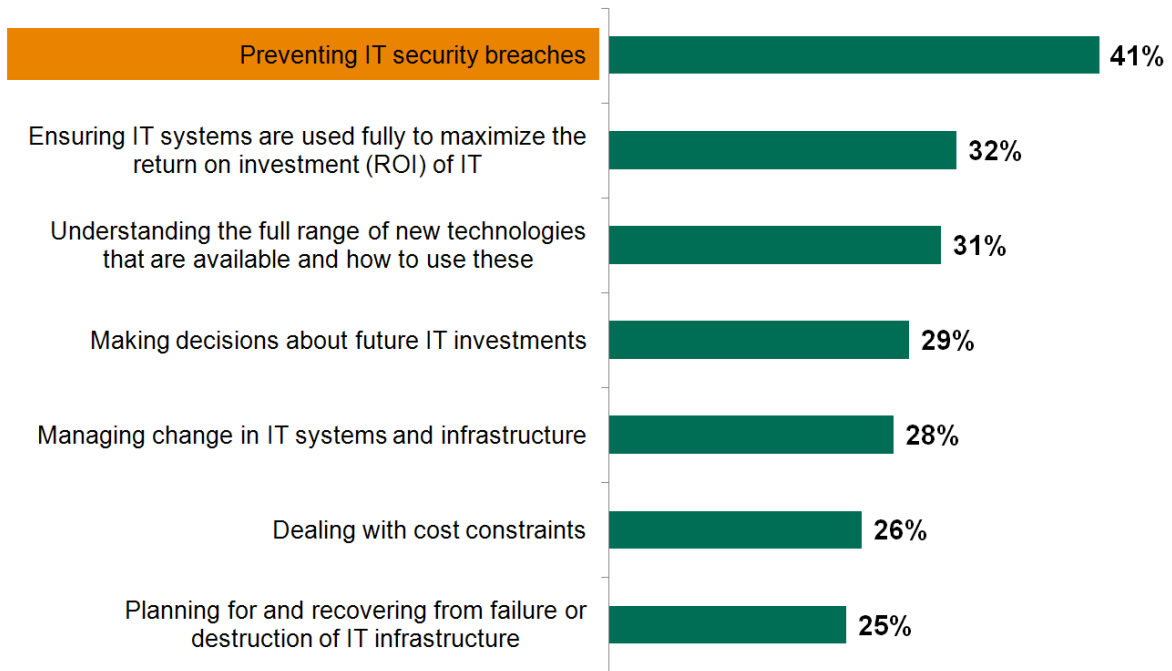 Preventing IT security breaches
41%
Ensuring IT systems are used fully to maximize the
return on investment (ROI) of IT
32%
Understanding the full range of new technologies
that are available and how to use these
31%
Making decisions about future IT investments
29%
Managing change in IT systems and infrastructure
28%
Dealing with cost constraints
26%
Planning for and recovering from failure or
destruction of IT infrastructure
25%